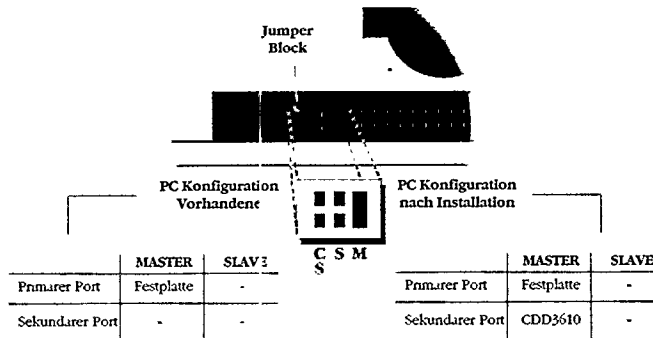 Jumper
Block
PC Konfiguration
Vorhandene
PC Konfiguration
nach Installation
C S M
S
MASTER SLAVE
Primarer Port Festplatte -
Sekundarer Port - -
MASTER SLAVE
Primarer Port Festplatte -
Sekundarer Port CDD3610 -